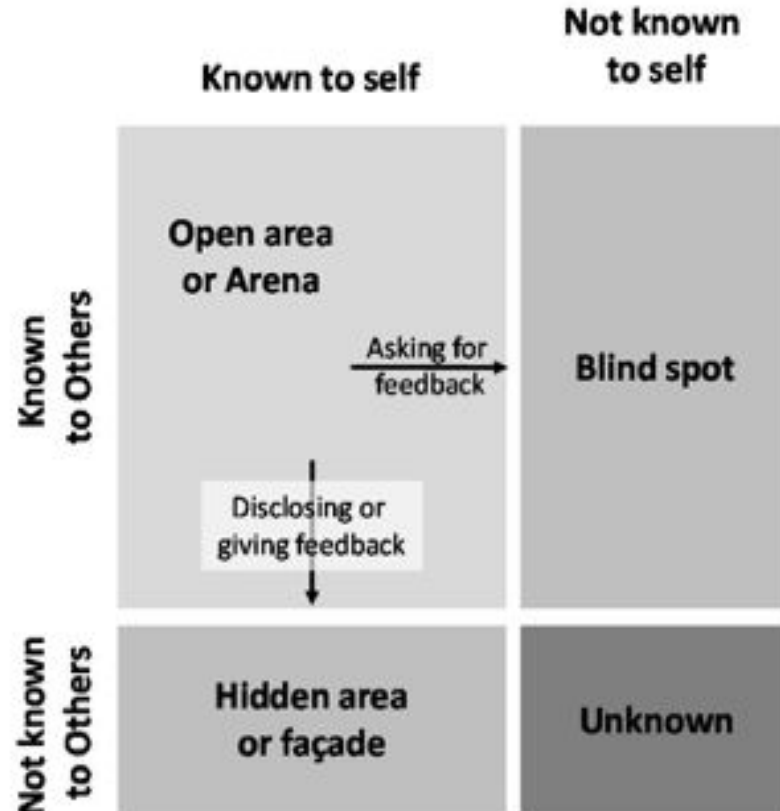 Known to self
Not known
to self
Known
to Others
Open area
or Arena
Asking for
feedback
Blind spot
Disclosing or
giving feedback
Not known
to Others
Hidden area
or façade
Unknown